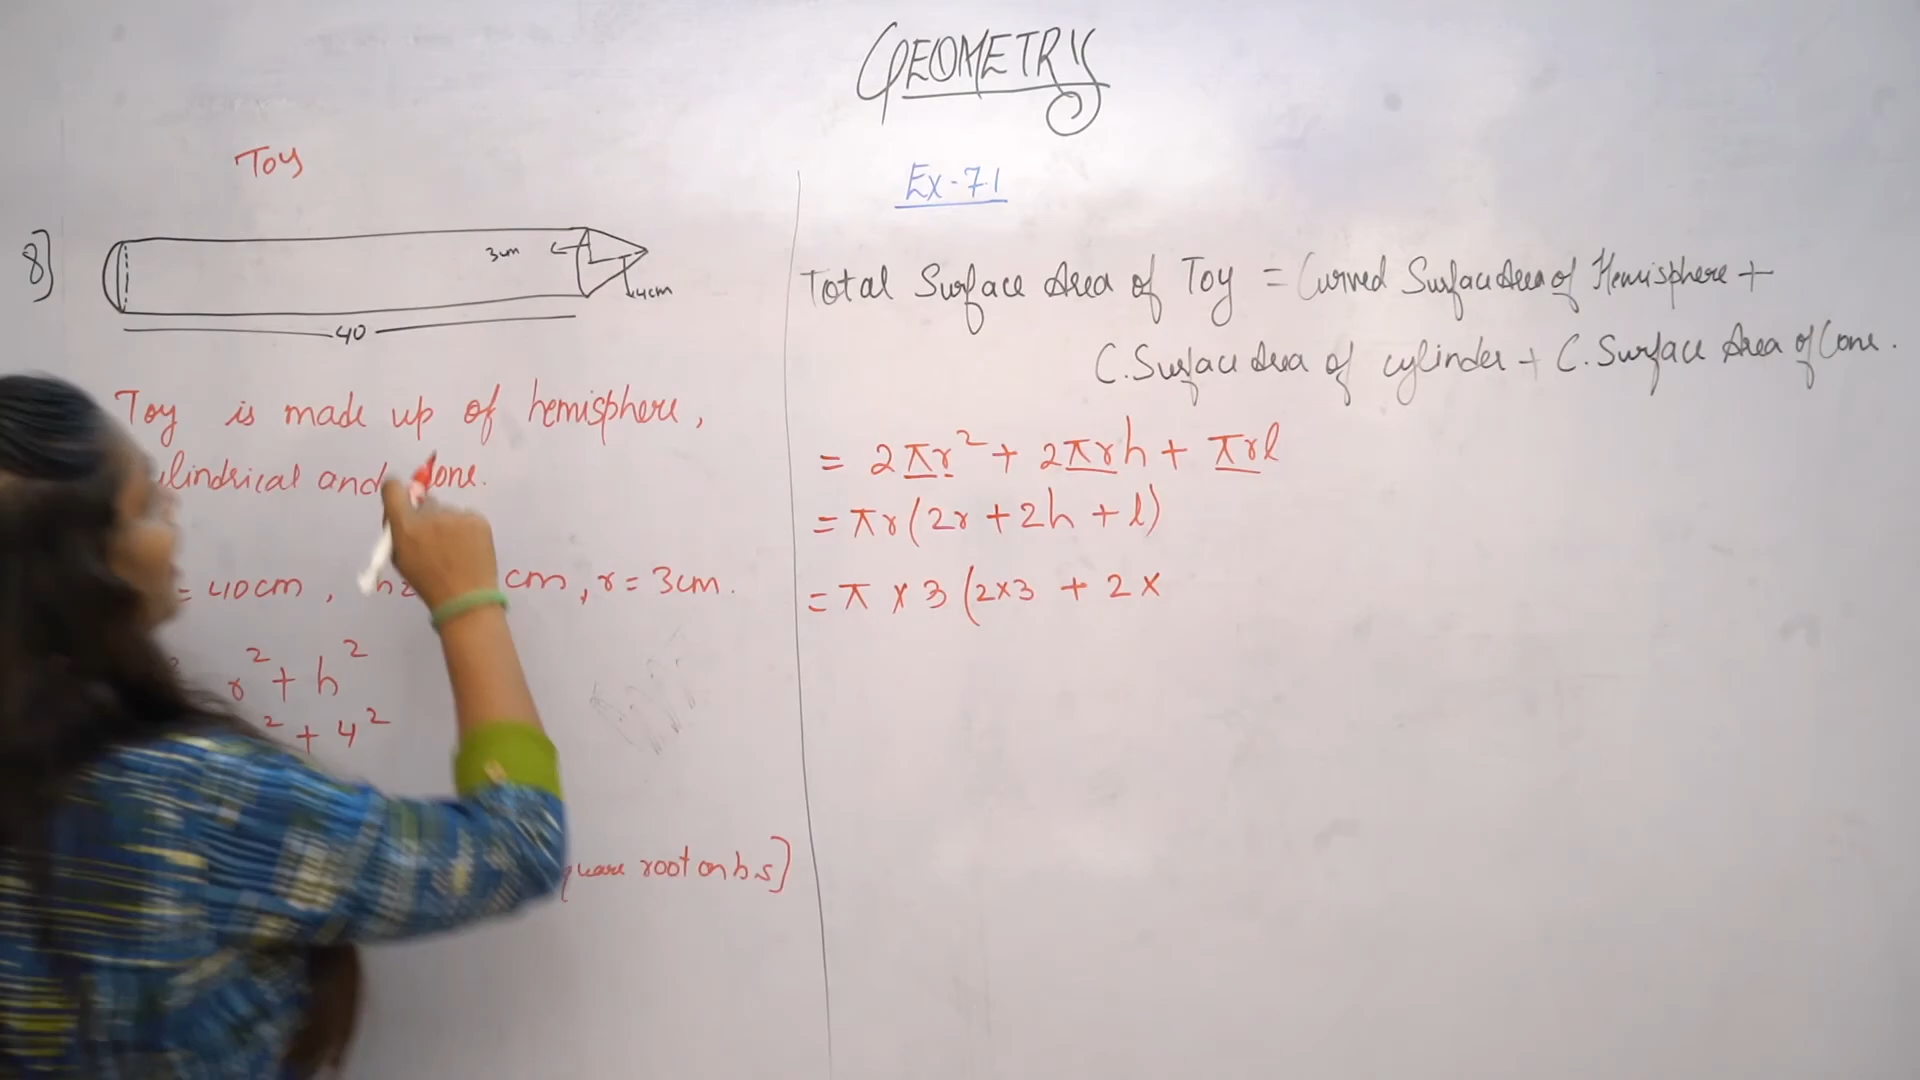 GEOMETRY
Toy
Ex-7.1
8]
3cm
4cm
40
Total Surface Area of Toy = Curved Surface Area of Hemisphere +
C. Surface Area of cylinder + C. Surface Area of Cone.
Toy is made up of hemisphere,
and cone.
= 40cm, cm, r = 3cm.
r² + h²
² + 4²
root on b.s]
= 2πr² + 2πrh + πrl
= πr(2r + 2h + l)
= π × 3 (2×3 + 2 ×